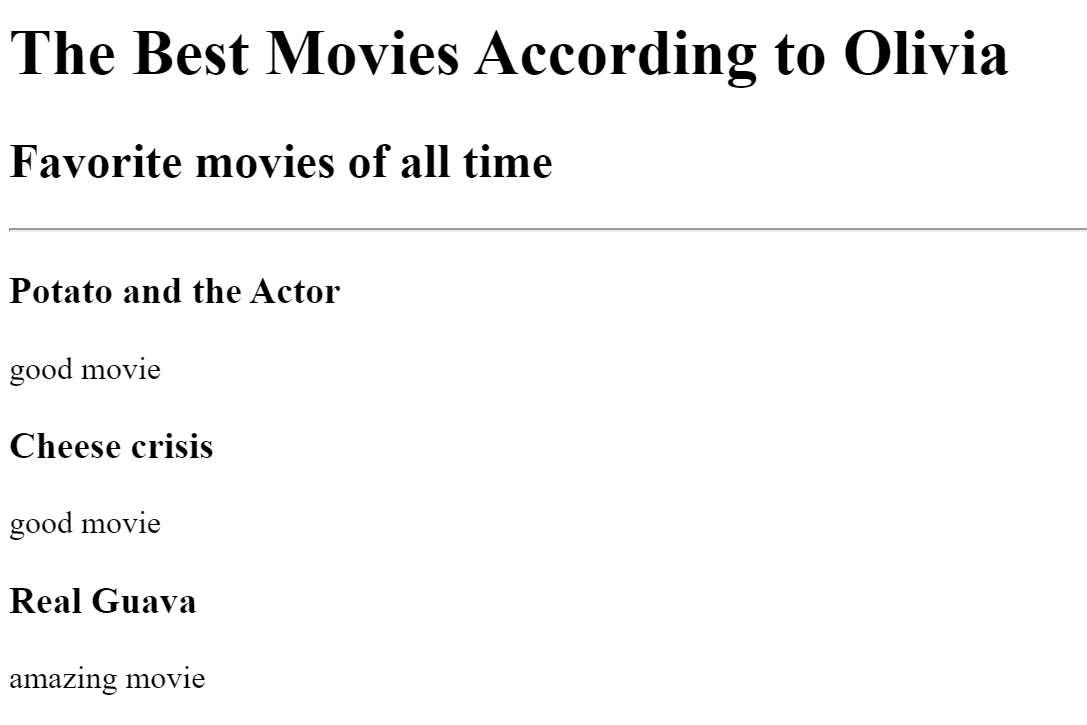 The Best Movies According to Olivia
Favorite movies of all time
Potato and the Actor
good movie
Cheese crisis
good movie
Real Guava
amazing movie